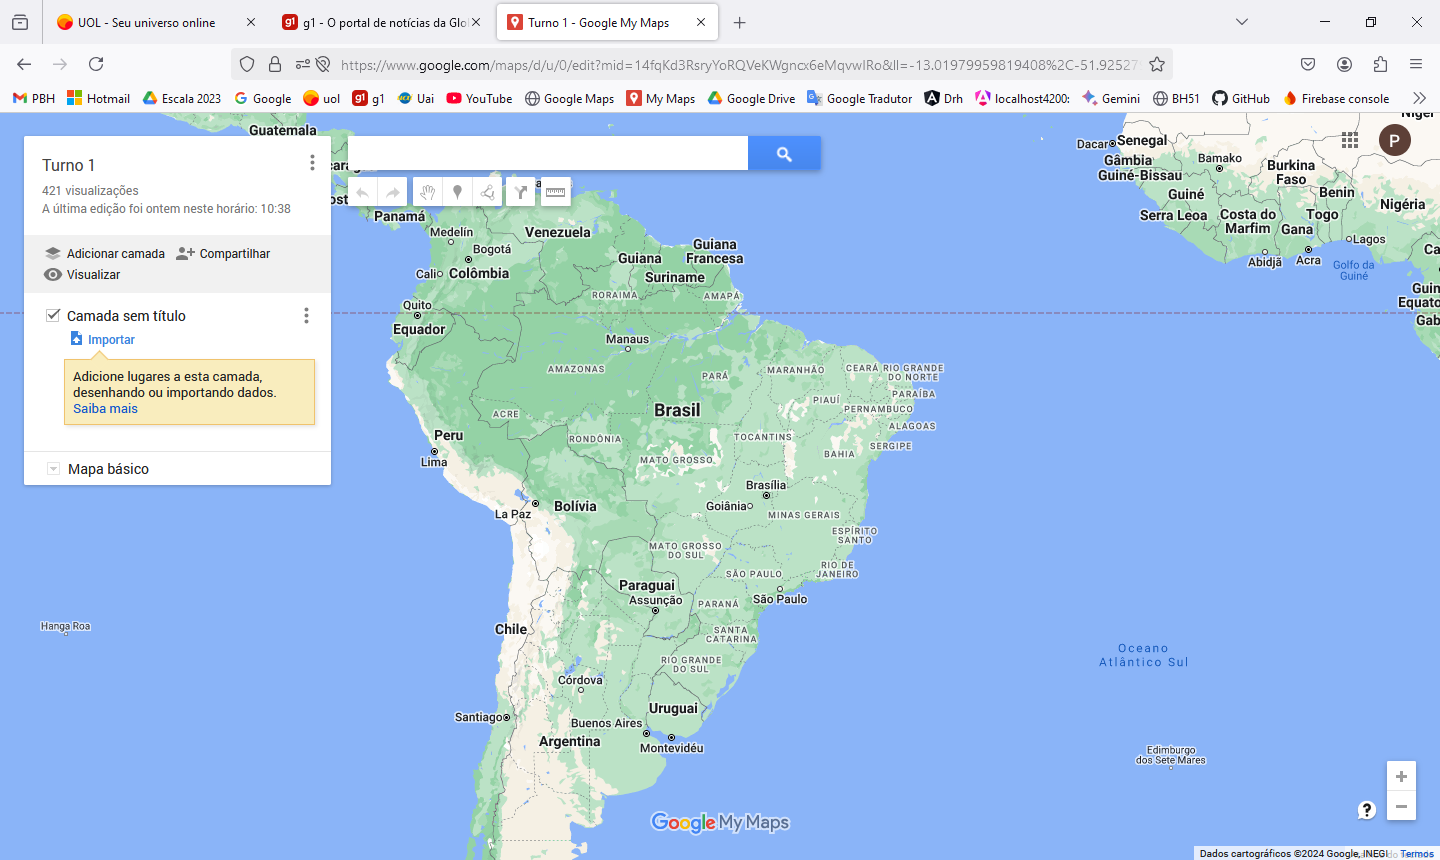 UOL - Seu universo online
g1 - O portal de notícias da Glo
Turno 1 - Google My Maps
https://www.google.com/maps/d/u/0/edit?mid=14fqKd3RsryYoRQVeKWgncx6eMqvwIRo&ll=-13.01979959819408%2C-51.92527
PBH
Hotmail
Escala 2023
Google
uol
g1
Uai
YouTube
Google Maps
My Maps
Google Drive
Google Tradutor
Drh
localhost4200:
Gemini
BH51
GitHub
Firebase console
Turno 1
421 visualizações
A última edição foi ontem neste horário: 10:38
Adicionar camada
Compartilhar
Visualizar
Camada sem título
Importar
Adicione lugares a esta camada,
desenhando ou importando dados.
Saiba mais
Mapa básico
P
Guatemala
Panamá
Medelín
Bogotá
Cali
Colômbia
Venezuela
Guiana
Suriname
Guiana
Francesa
RORAIMA
AMAPÁ
Quito
Equador
Manaus
AMAZONAS
PARÁ
MARANHÃO
CEARÁ
RIO GRANDE
DO NORTE
PARAÍBA
PIAUÍ
PERNAMBUCO
ALAGOAS
SERGIPE
ACRE
Brasil
Peru
Lima
RONDÔNIA
TOCANTINS
BAHIA
MATO GROSSO
Brasília
Goiânia
La Paz
Bolívia
MINAS GERAIS
ESPÍRITO
SANTO
MATO GROSSO
DO SUL
RIO DE
JANEIRO
SÃO PAULO
São Paulo
Paraguai
Assunção
PARANÁ
Chile
SANTA
CATARINA
RIO GRANDE
DO SUL
Córdova
Uruguai
Santiago
Buenos Aires
Argentina
Montevidéu
Hanga Roa
Oceano
Atlântico Sul
Edimburgo
dos Sete Mares
Dacar
Senegal
Gâmbia
Guiné-Bissau
Bamako
Burkina
Faso
Guiné
Benin
Nigéria
Serra Leoa
Costa do
Marfim
Togo
Gana
Lagos
Abidjã
Acra
Golfo da
Guiné
Google My Maps
+
−
?
Dados cartográficos ©2024 Google, INEGI
Termos